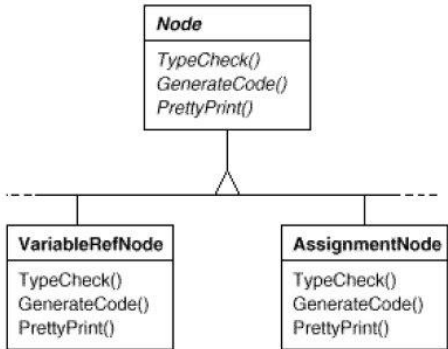 Node
TypeCheck()
GenerateCode()
PrettyPrint()
VariableRefNode
TypeCheck()
GenerateCode()
PrettyPrint()
AssignmentNode
TypeCheck()
GenerateCode()
PrettyPrint()